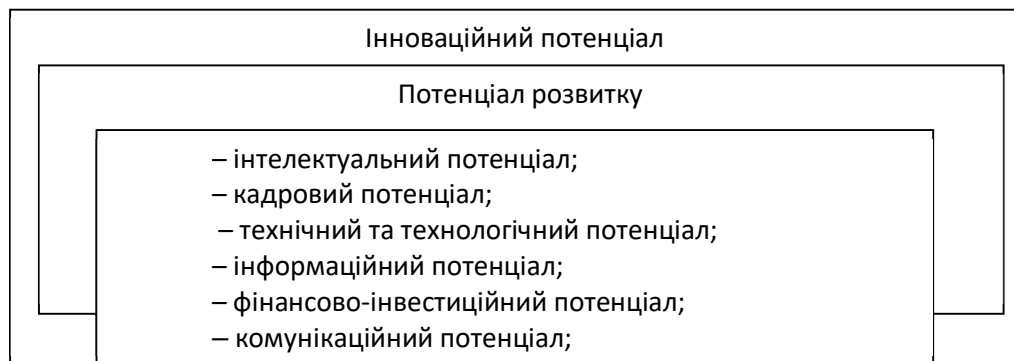 Інноваційний потенціал
Потенціал розвитку
– інтелектуальний потенціал;
– кадровий потенціал;
– технічний та технологічний потенціал;
– інформаційний потенціал;
– фінансово-інвестиційний потенціал;
– комунікаційний потенціал;